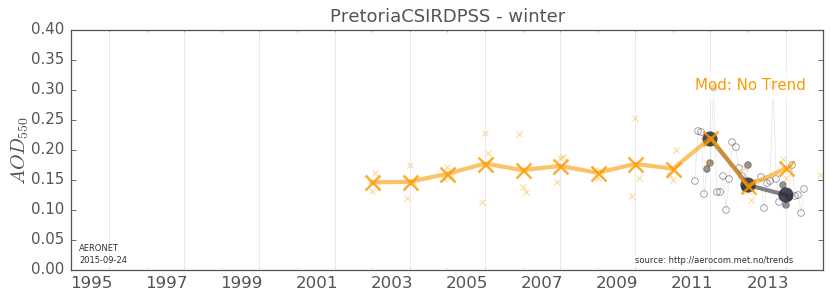 PretoriaCSIRDPSS - winter
0.40
0.35
0.30
0.25
0.20
0.15
0.10
0.05
0.00
AOD550
Mod: No Trend
AERONET
2015-09-24
source: http://aerocom.met.no/trends
1995 1997 1999 2001 2003 2005 2007 2009 2011 2013